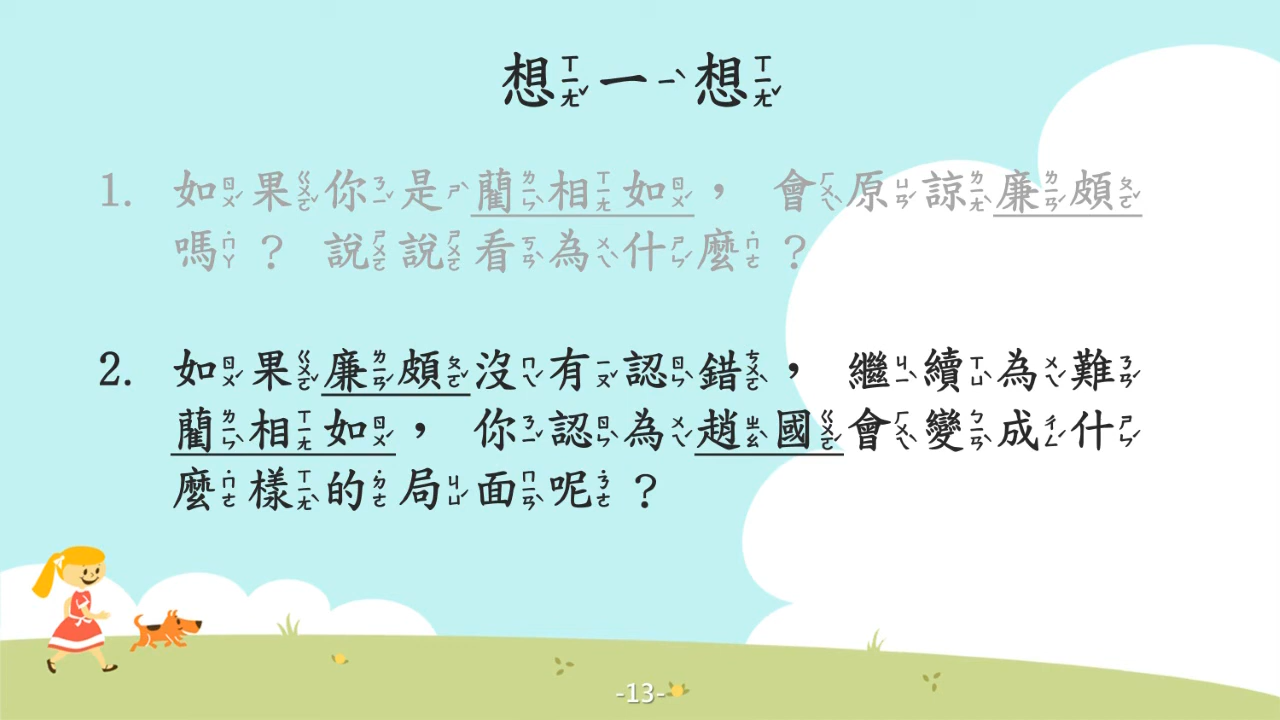 想一想
1. 如果你是藺相如，會原諒廉頗
嗎？說說看為什麼？
2. 如果廉頗沒有認錯，繼續為難
藺相如，你認為趙國會變成什
麼樣的局面呢？
-13-